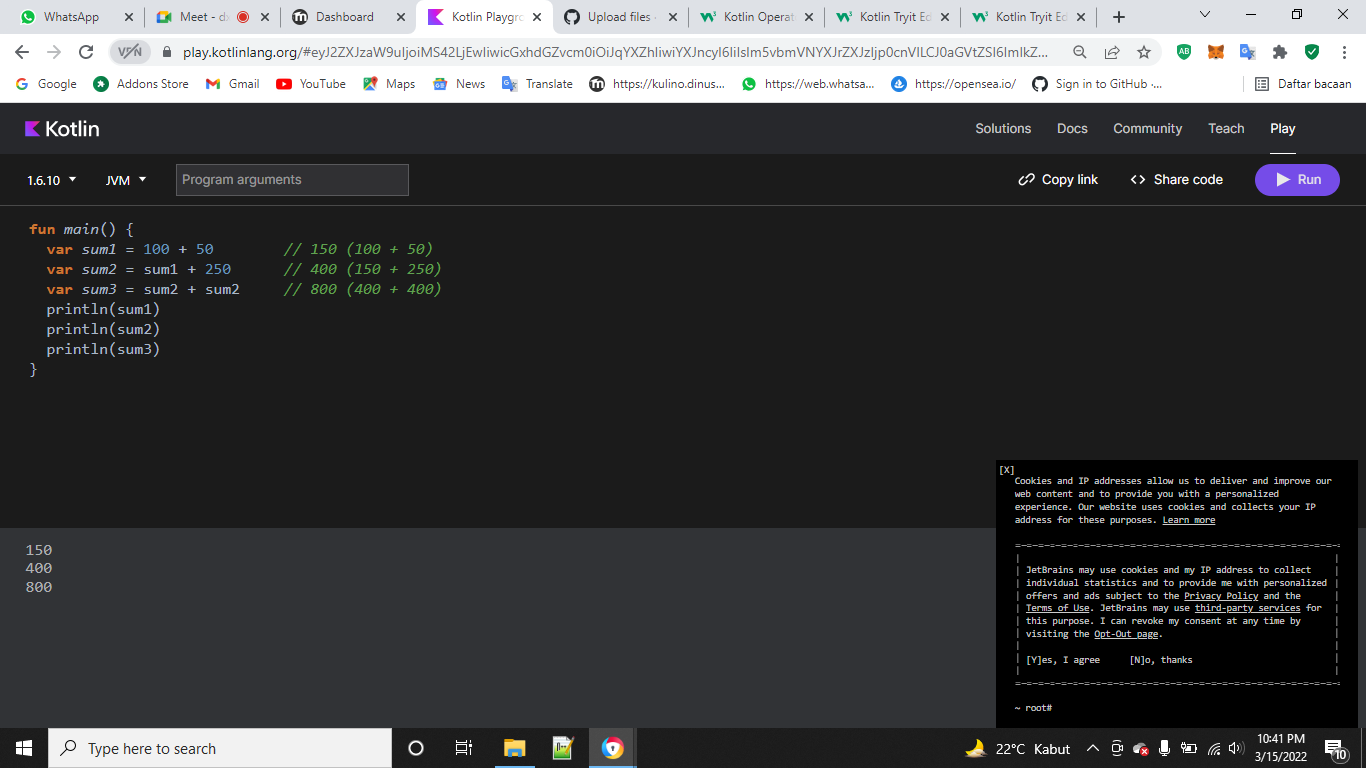 WhatsApp
Meet - dx
Dashboard
Kotlin Playgro
Upload files ·
Kotlin Operat
Kotlin Tryit Ed
Kotlin Tryit Ed
VPN
play.kotlinlang.org/
Google
Addons Store
Gmail
YouTube
Maps
News
Translate
https://kulino.dinus...
https://web.whatsa...
https://opensea.io/
Sign in to GitHub ·...
Daftar bacaan
Kotlin
Solutions
Docs
Community
Teach
Play
1.6.10
JVM
Program arguments
Copy link
<> Share code
Run
fun main() {
var sum1 = 100 + 50 // 150 (100 + 50)
var sum2 = sum1 + 250 // 400 (150 + 250)
var sum3 = sum2 + sum2 // 800 (400 + 400)
println(sum1)
println(sum2)
println(sum3)
}
150
400
800
[X]
Cookies and IP addresses allow us to deliver and improve our
web content and to provide you with a personalized
experience. Our website uses cookies and collects your IP
address for these purposes. Learn more
JetBrains may use cookies and my IP address to collect
individual statistics and to provide me with personalized
offers and ads subject to the Privacy Policy and the
Terms of Use. JetBrains may use third-party services for
this purpose. I can revoke my consent at any time by
visiting the Opt-Out page.
[Y]es, I agree [N]o, thanks
~ root#
Type here to search
22°C Kabut
10:41 PM
3/15/2022
10